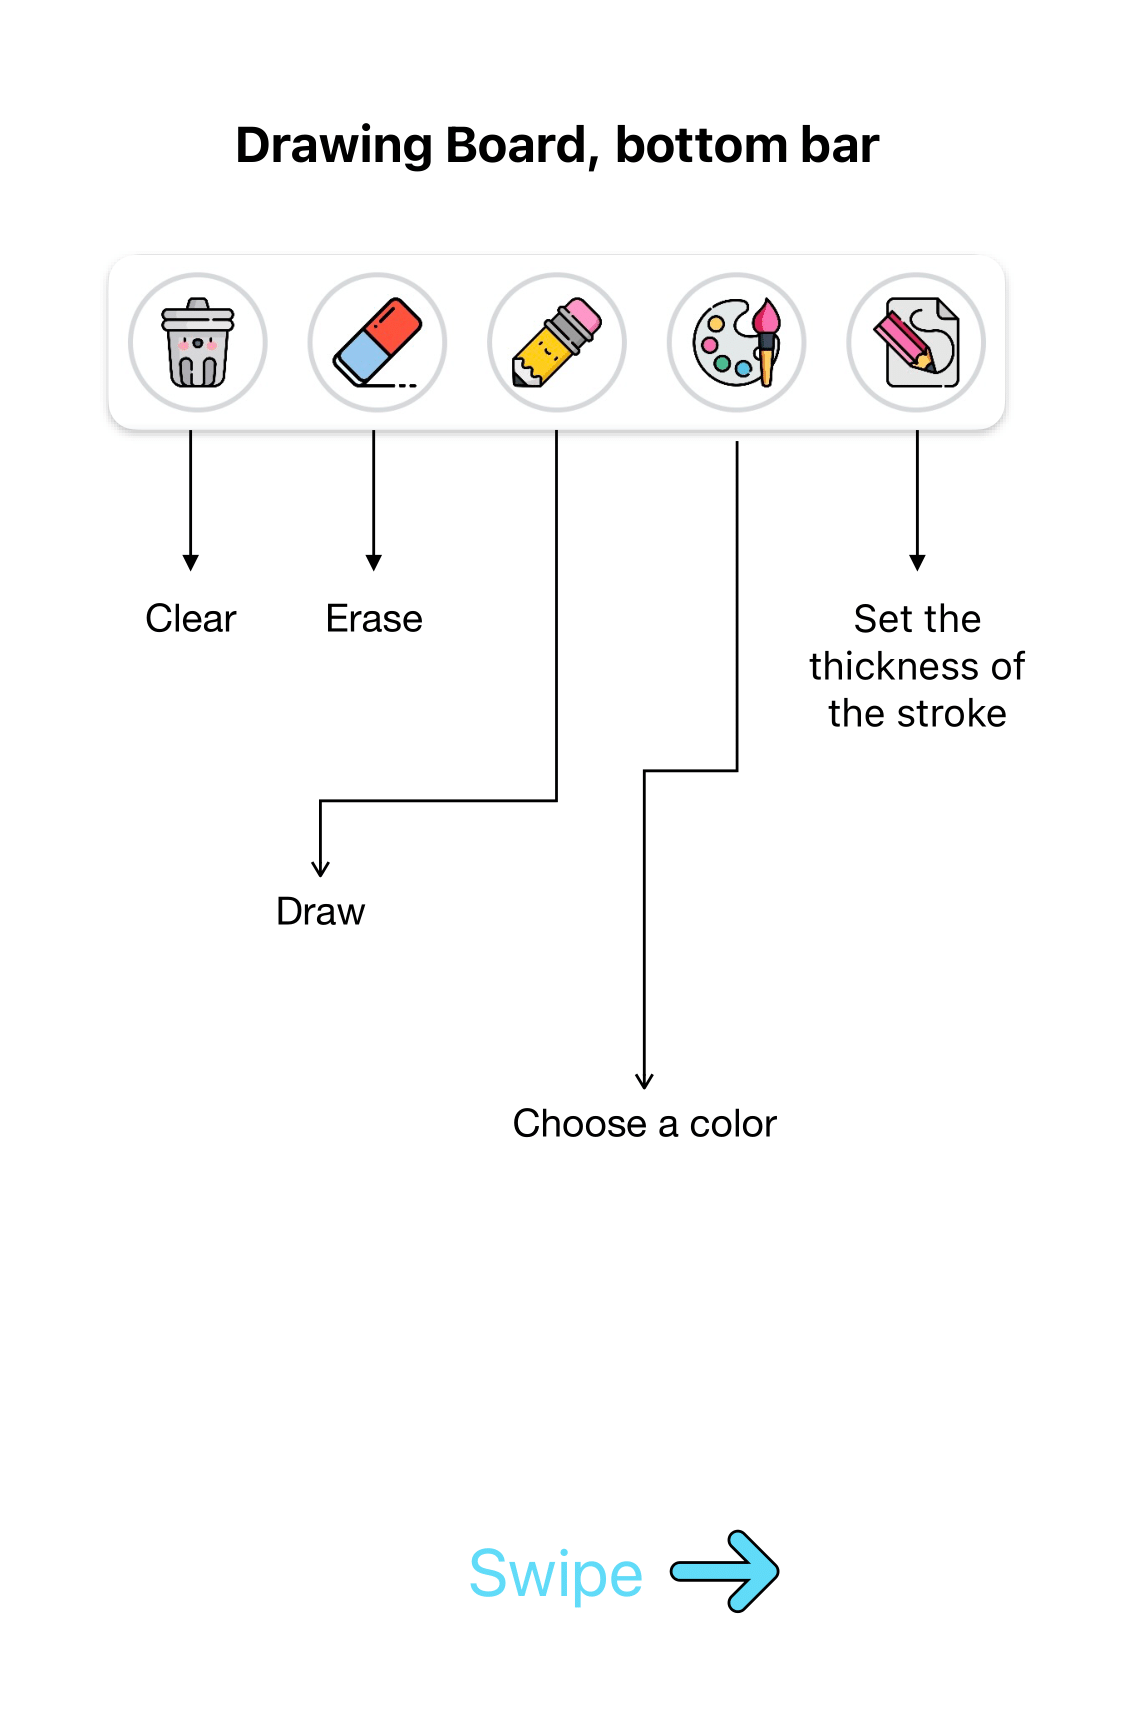 Drawing Board, bottom bar
Clear
Erase
Set the
thickness of
the stroke
Draw
Choose a color
Swipe